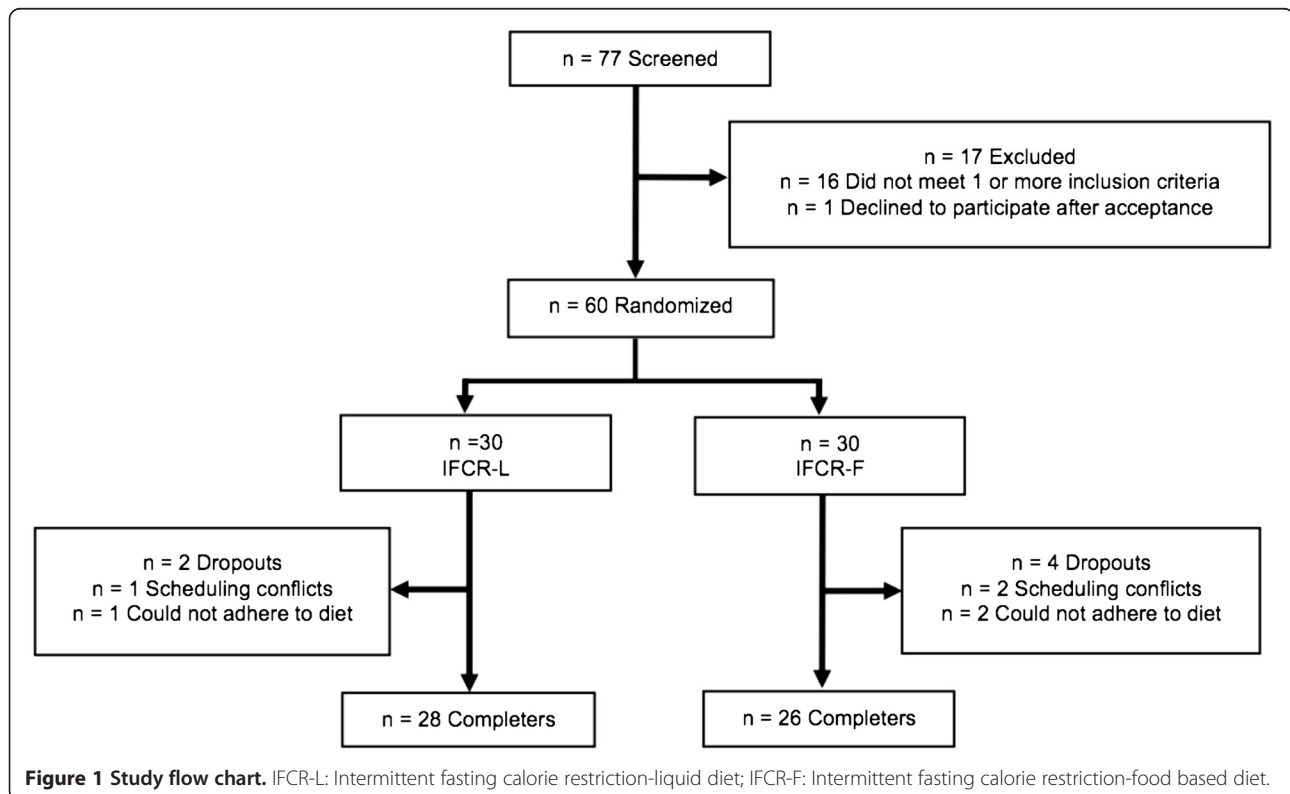 n = 77 Screened
n = 17 Excluded
n = 16 Did not meet 1 or more inclusion criteria
n = 1 Declined to participate after acceptance
n = 60 Randomized
n =30
IFCR-L
n = 30
IFCR-F
n = 2 Dropouts
n = 1 Scheduling conflicts
n = 1 Could not adhere to diet
n = 4 Dropouts
n = 2 Scheduling conflicts
n = 2 Could not adhere to diet
n = 28 Completers
n = 26 Completers
Figure 1 Study flow chart. IFCR-L: Intermittent fasting calorie restriction-liquid diet; IFCR-F: Intermittent fasting calorie restriction-food based diet.